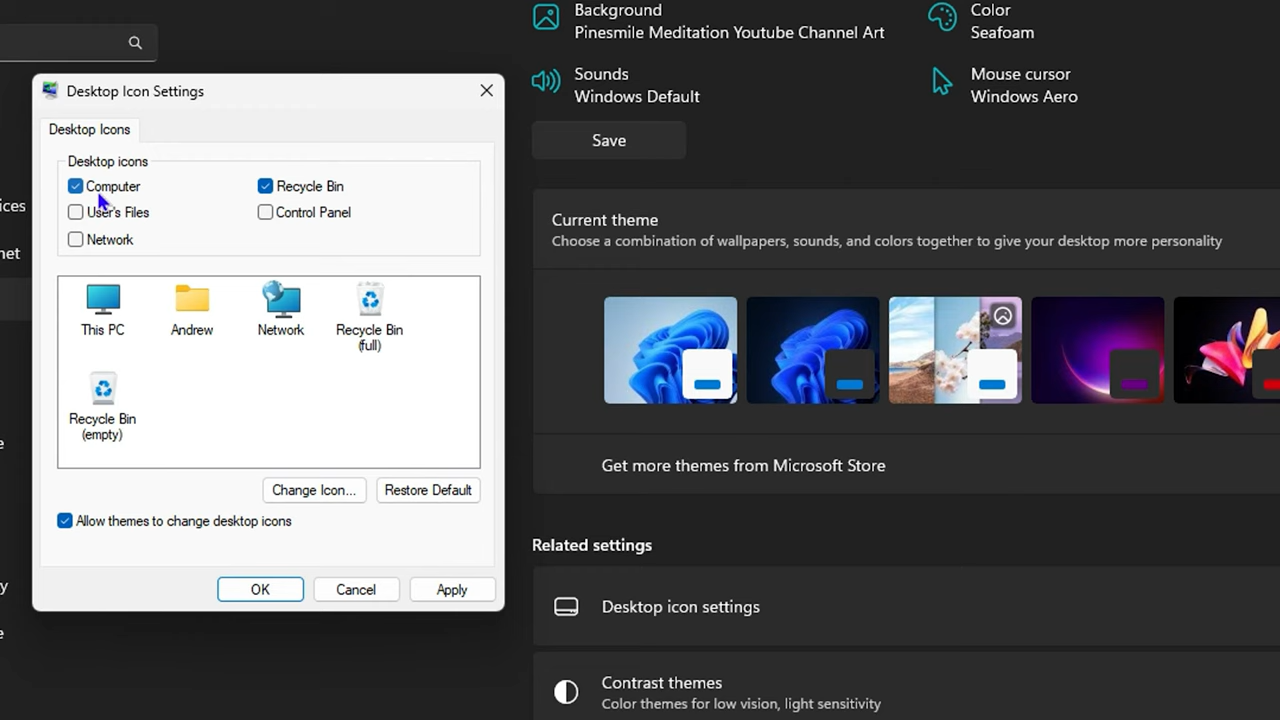 Background
Pinesmile Meditation Youtube Channel Art
Color
Seafoam
Sounds
Windows Default
Mouse cursor
Windows Aero
Save
Desktop Icon Settings
Desktop Icons
Desktop icons
Computer
Recycle Bin
User's Files
Control Panel
Network
This PC
Andrew
Network
Recycle Bin
(full)
Recycle Bin
(empty)
Change Icon...
Restore Default
Allow themes to change desktop icons
OK
Cancel
Apply
ices
net
e
y
e
Current theme
Choose a combination of wallpapers, sounds, and colors together to give your desktop more personality
Get more themes from Microsoft Store
Related settings
Desktop icon settings
Contrast themes
Color themes for low vision, light sensitivity